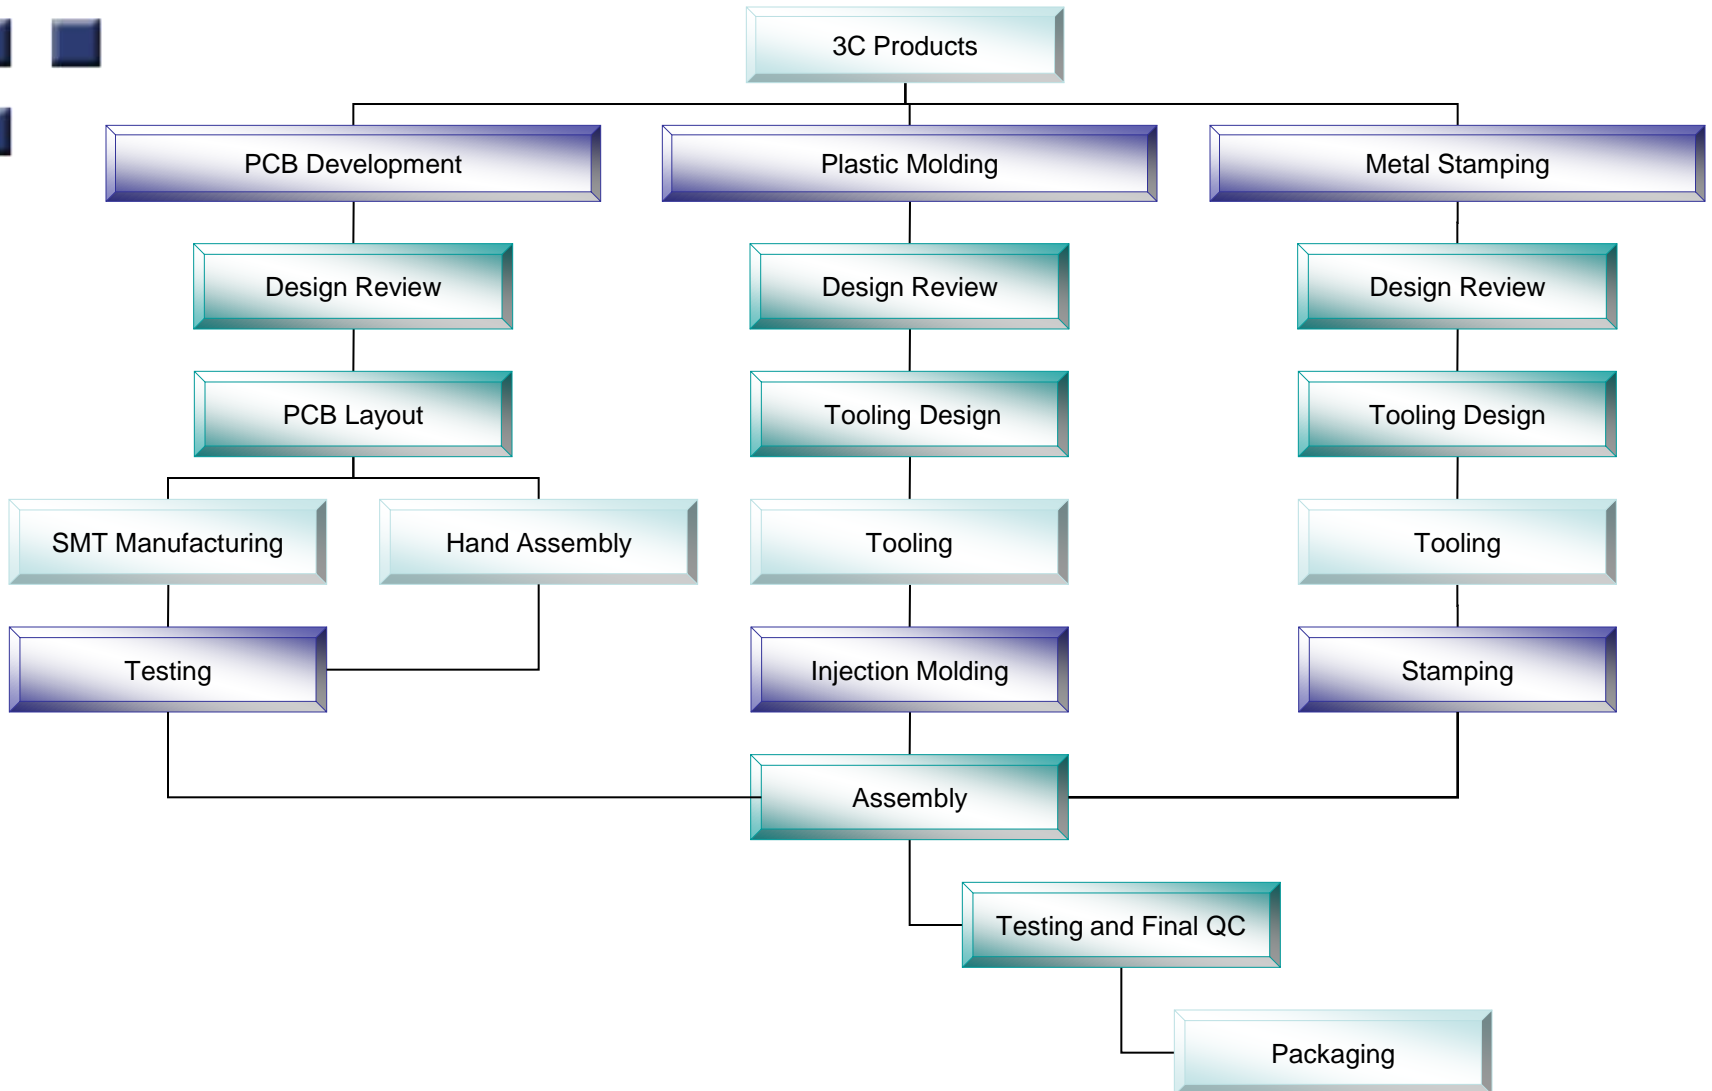 3C Products
PCB Development
Plastic Molding
Metal Stamping
Design Review
Design Review
Design Review
PCB Layout
Tooling Design
Tooling Design
SMT Manufacturing
Hand Assembly
Tooling
Tooling
Testing
Injection Molding
Stamping
Assembly
Testing and Final QC
Packaging